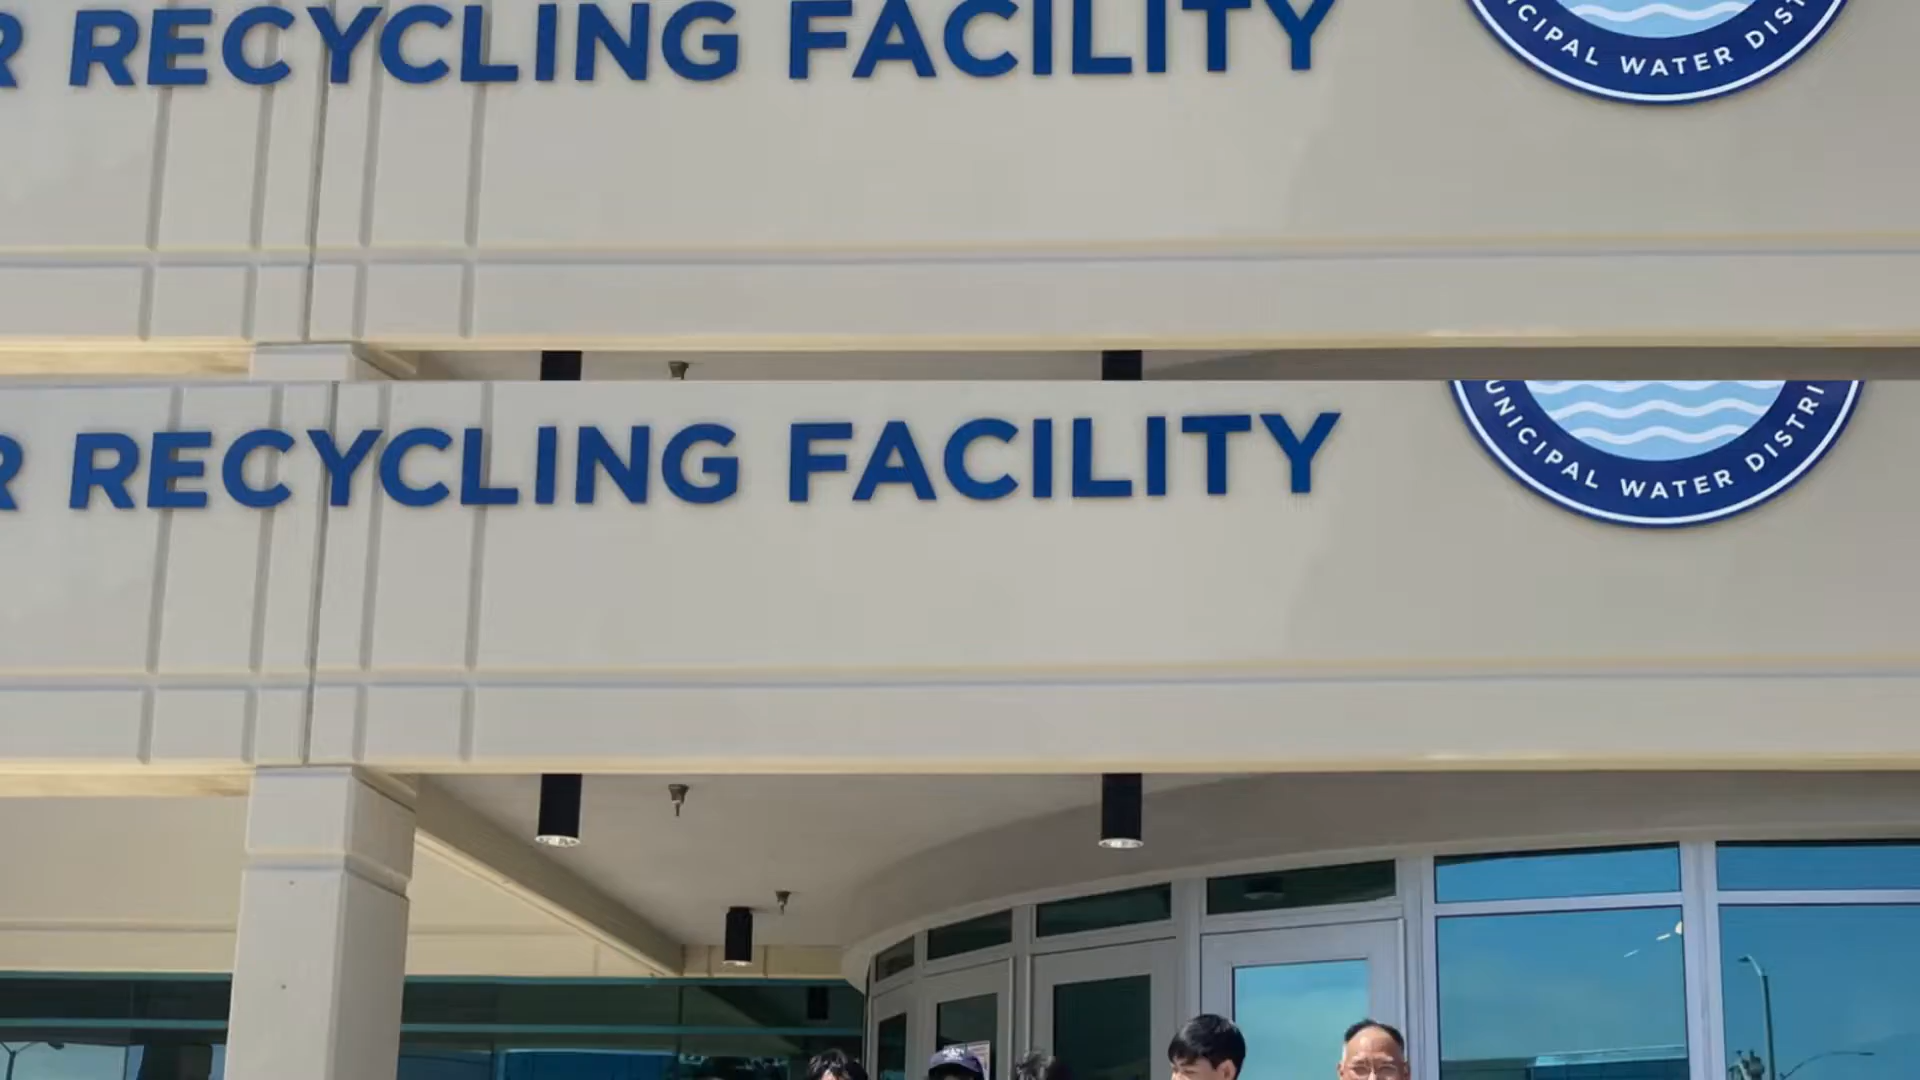 R RECYCLING FACILITY
ICIPAL WATER DIST
R RECYCLING FACILITY
UNICIPAL WATER DISTRI